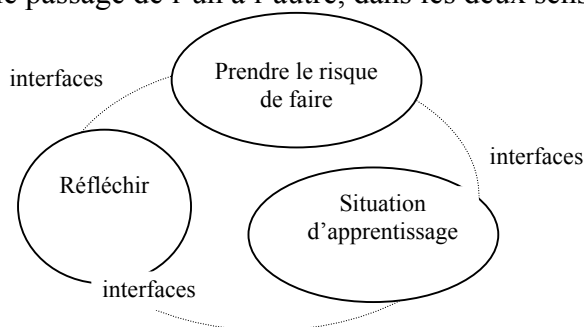 le passage de l'un à l'autre, dans les deux sens
interfaces
Prendre le risque
de faire
interfaces
Réfléchir
Situation
d'apprentissage
interfaces